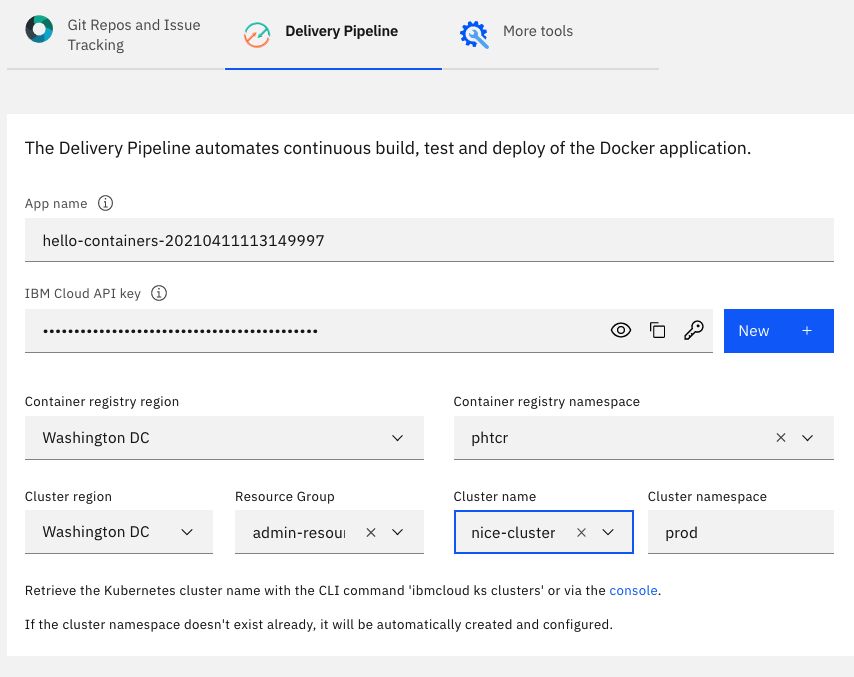 Git Repos and Issue
Tracking
Delivery Pipeline
More tools
The Delivery Pipeline automates continuous build, test and deploy of the Docker application.
App name
hello-containers-20210411113149997
IBM Cloud API key
••••••••••••••••••••••••••••••••••••••••••••
New +
Container registry region
Container registry namespace
Washington DC
phtcr
Cluster region
Resource Group
Cluster name
Cluster namespace
Washington DC
admin-resour
nice-cluster
prod
Retrieve the Kubernetes cluster name with the CLI command 'ibmcloud ks clusters' or via the console.
If the cluster namespace doesn't exist already, it will be automatically created and configured.